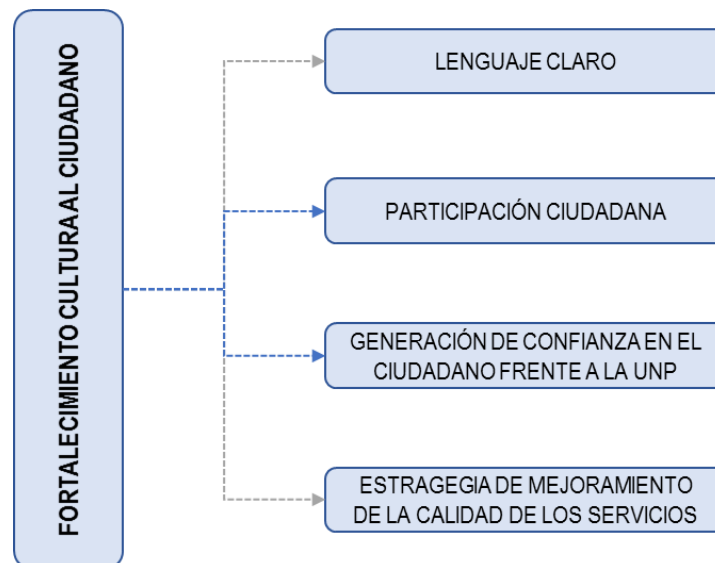 FORTALECIMIENTO CULTURA AL CIUDADANO
LENGUAJE CLARO
PARTICIPACIÓN CIUDADANA
GENERACIÓN DE CONFIANZA EN EL
CIUDADANO FRENTE A LA UNP
ESTRAGEGIA DE MEJORAMIENTO
DE LA CALIDAD DE LOS SERVICIOS